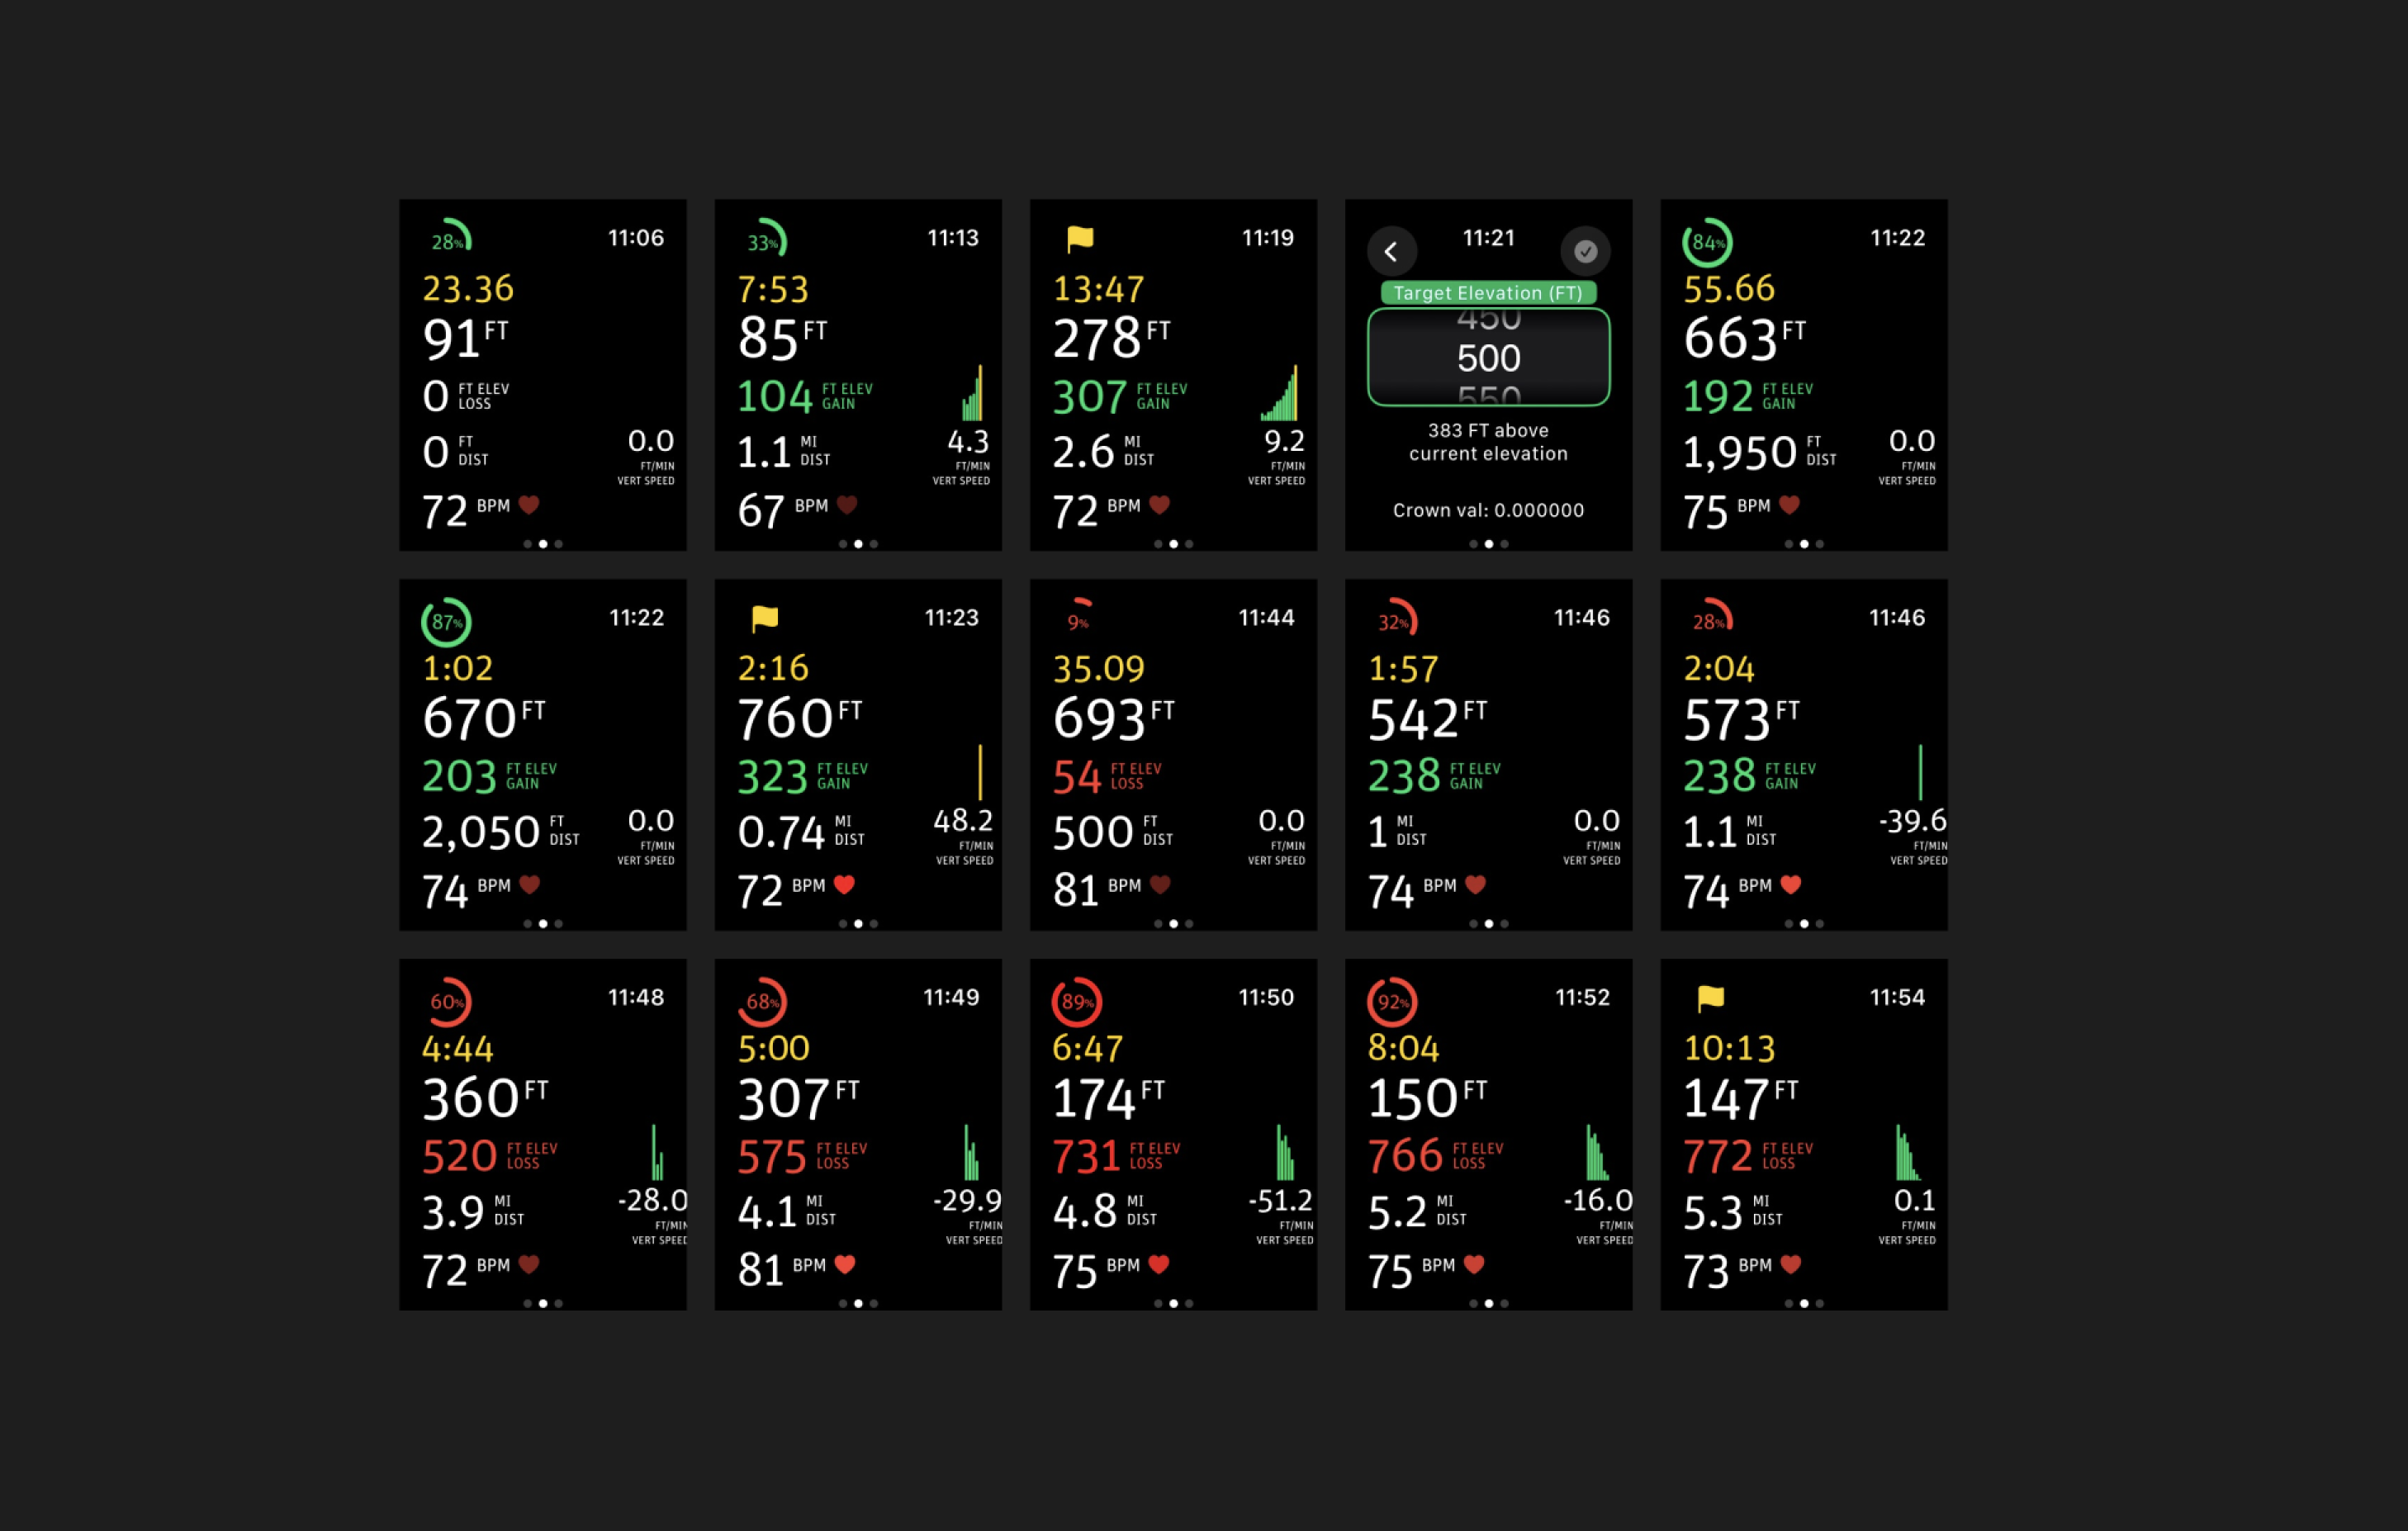 28%
11:06
23.36
91 FT
0 FT ELEV LOSS
0 FT DIST
0.0 FT/MIN VERT SPEED
72 BPM
33%
11:13
7:53
85 FT
104 FT ELEV GAIN
1.1 MI DIST
4.3 FT/MIN VERT SPEED
67 BPM
11:19
13:47
278 FT
307 FT ELEV GAIN
2.6 MI DIST
9.2 FT/MIN VERT SPEED
72 BPM
11:21
Target Elevation (FT)
450
500
550
383 FT above
current elevation
Crown val: 0.000000
84%
11:22
55.66
663 FT
192 FT ELEV GAIN
1,950 FT DIST
0.0 FT/MIN VERT SPEED
75 BPM
87%
11:22
1:02
670 FT
203 FT ELEV GAIN
2,050 FT DIST
0.0 FT/MIN VERT SPEED
74 BPM
11:23
2:16
760 FT
323 FT ELEV GAIN
0.74 MI DIST
48.2 FT/MIN VERT SPEED
72 BPM
9%
11:44
35.09
693 FT
54 FT ELEV LOSS
500 FT DIST
0.0 FT/MIN VERT SPEED
81 BPM
32%
11:46
1:57
542 FT
238 FT ELEV GAIN
1 MI DIST
0.0 FT/MIN VERT SPEED
74 BPM
28%
11:46
2:04
573 FT
238 FT ELEV GAIN
1.1 MI DIST
-39.6 FT/MIN VERT SPEED
74 BPM
60%
11:48
4:44
360 FT
520 FT ELEV LOSS
3.9 MI DIST
-28.0 FT/MIN VERT SPEED
72 BPM
68%
11:49
5:00
307 FT
575 FT ELEV LOSS
4.1 MI DIST
-29.9 FT/MIN VERT SPEED
81 BPM
89%
11:50
6:47
174 FT
731 FT ELEV LOSS
4.8 MI DIST
-51.2 FT/MIN VERT SPEED
75 BPM
92%
11:52
8:04
150 FT
766 FT ELEV LOSS
5.2 MI DIST
-16.0 FT/MIN VERT SPEED
75 BPM
11:54
10:13
147 FT
772 FT ELEV LOSS
5.3 MI DIST
0.1 FT/MIN VERT SPEED
73 BPM